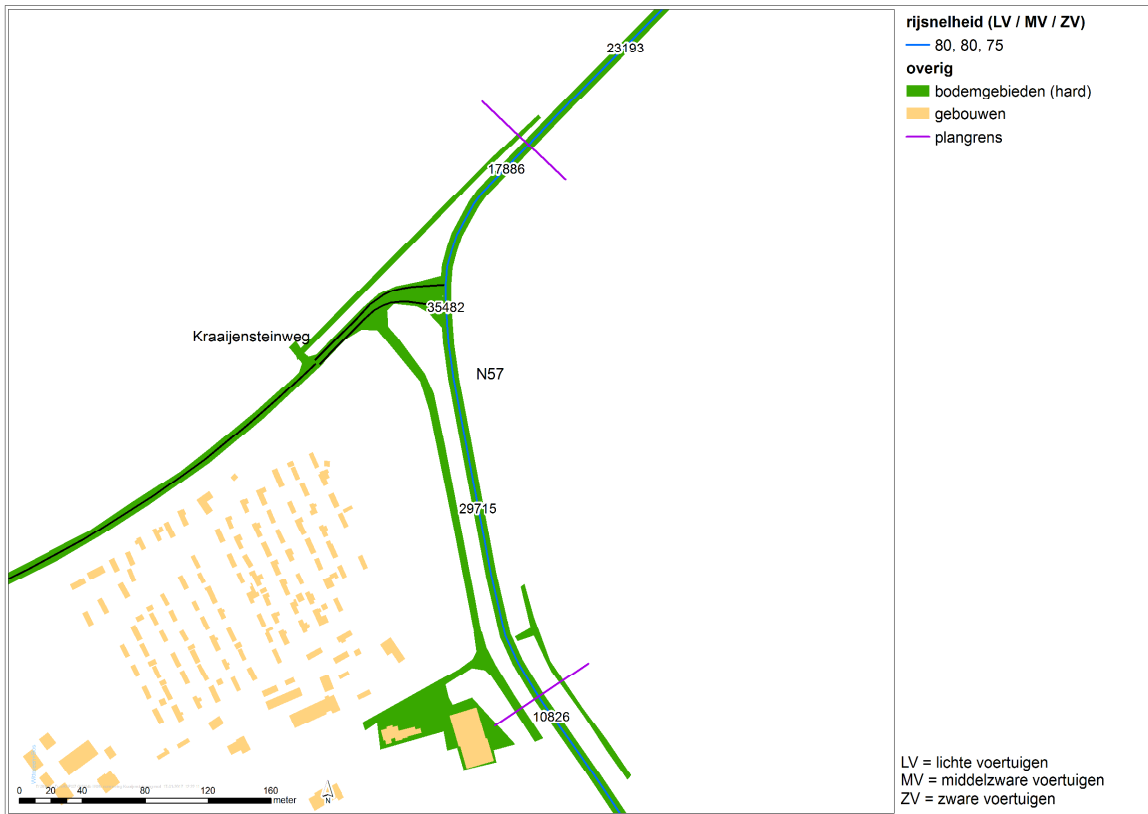 rijsnelheid (LV / MV / ZV)
80, 80, 75
overig
bodemgebieden (hard)
gebouwen
plangrens
23193
17886
35482
Kraaijensteinweg
N57
29715
10826
0 20 40 80 120 160
meter
N
LV = lichte voertuigen
MV = middelzware voertuigen
ZV = zware voertuigen